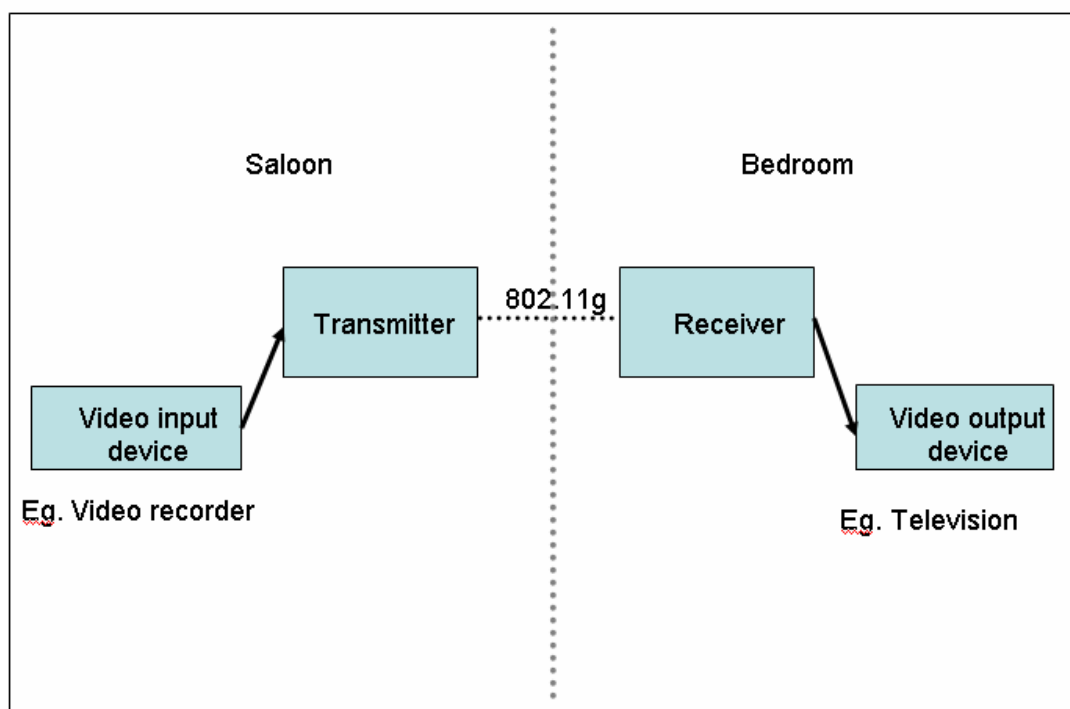 Saloon
Bedroom
802.11g
Transmitter
Receiver
Video input
device
Video output
device
Eg. Video recorder
Eg. Television